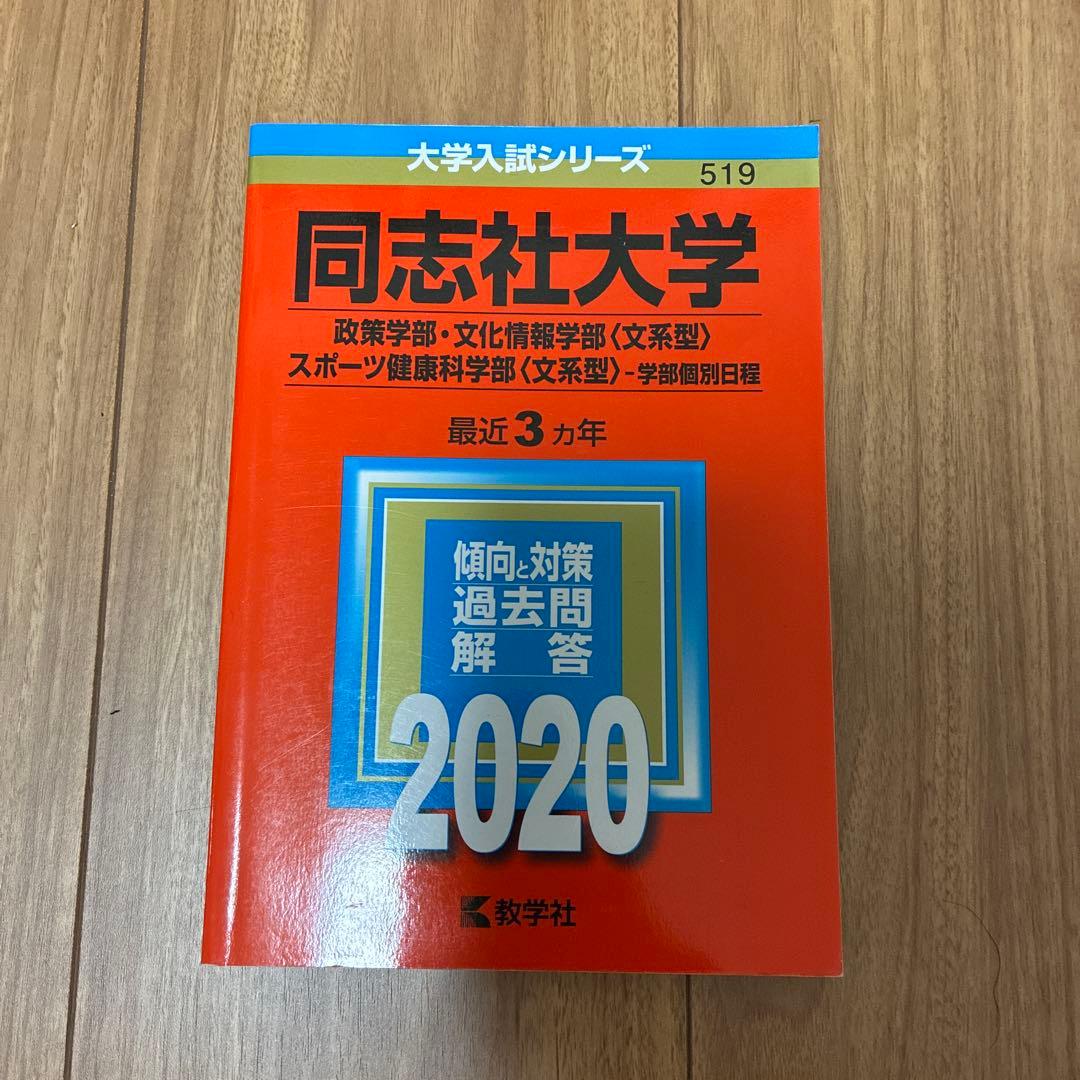 大学入試シリーズ
519
同志社大学
政策学部・文化情報学部〈文系型〉
スポーツ健康科学部〈文系型〉-学部個別日程
最近3カ年
傾向と対策
過去問
解答
2020
教学社